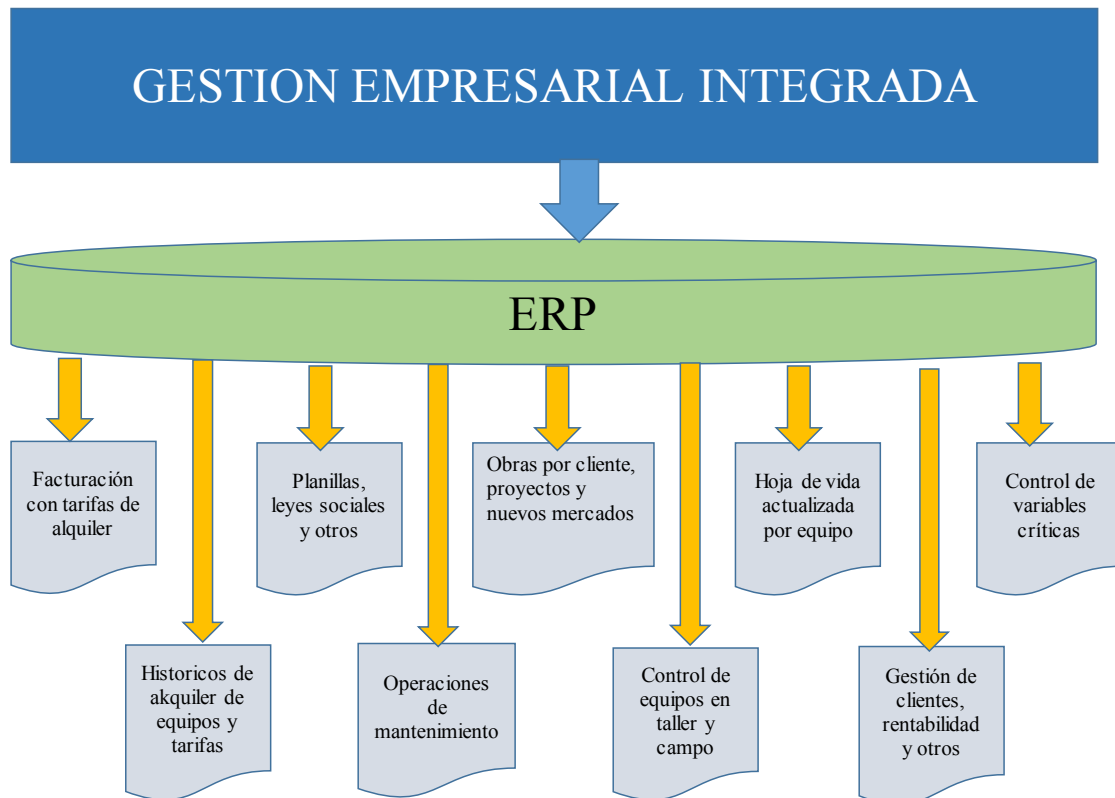 GESTION EMPRESARIAL INTEGRADA
ERP
Facturación
con tarifas de
alquiler
Planillas,
leyes sociales
y otros
Obras por cliente,
proyectos y
nuevos mercados
Hoja de vida
actualizada
por equipo
Control de
variables
críticas
Historicos de
akquiler de
equipos y
tarifas
Operaciones
de
mantenimiento
Control de
equipos en
taller y
campo
Gestión de
clientes,
rentabilidad
y otros